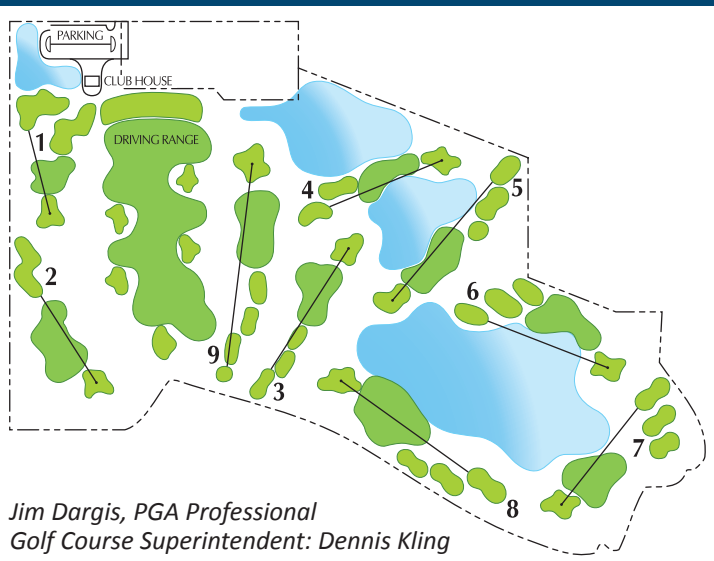 PARKING
CLUB HOUSE
1
DRIVING RANGE
4
5
2
6
9
3
7
8
Jim Dargis, PGA Professional
Golf Course Superintendent: Dennis Kling